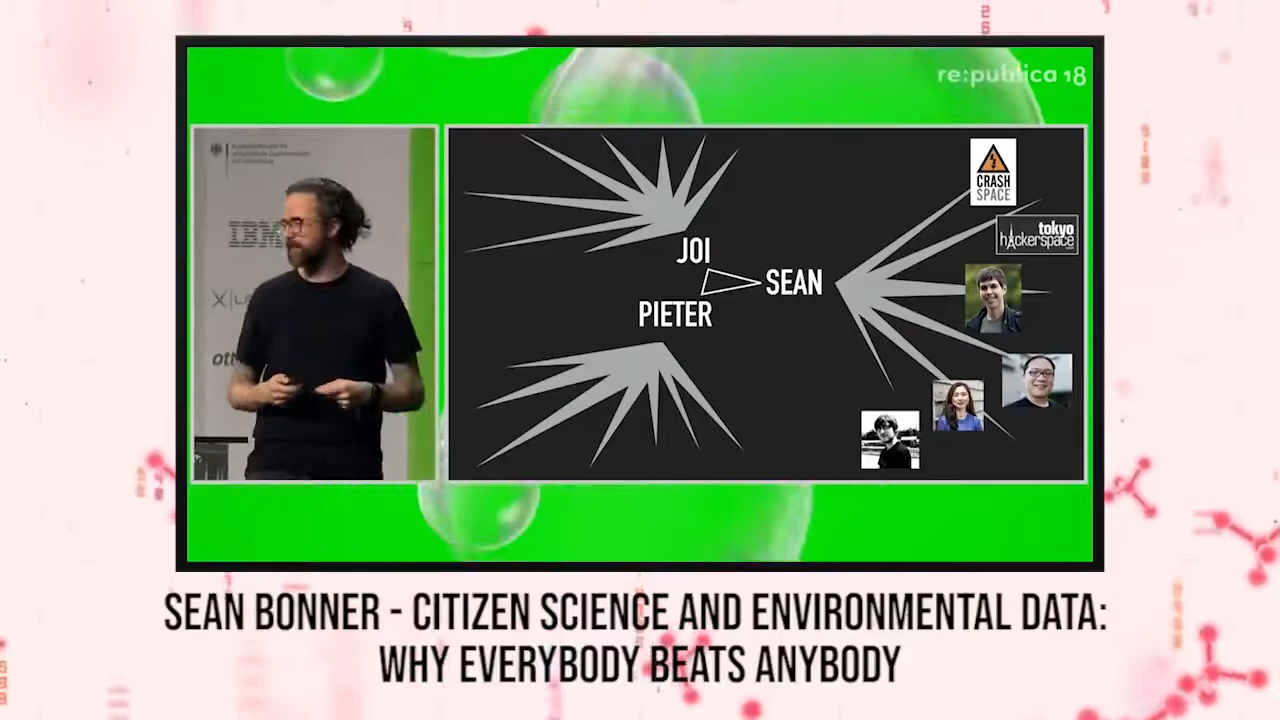 re:publica 18
IBM
CRASH
SPACE
tokyo
hackerspace
JOI
SEAN
PIETER
SEAN BONNER - CITIZEN SCIENCE AND ENVIRONMENTAL DATA:
WHY EVERYBODY BEATS ANYBODY